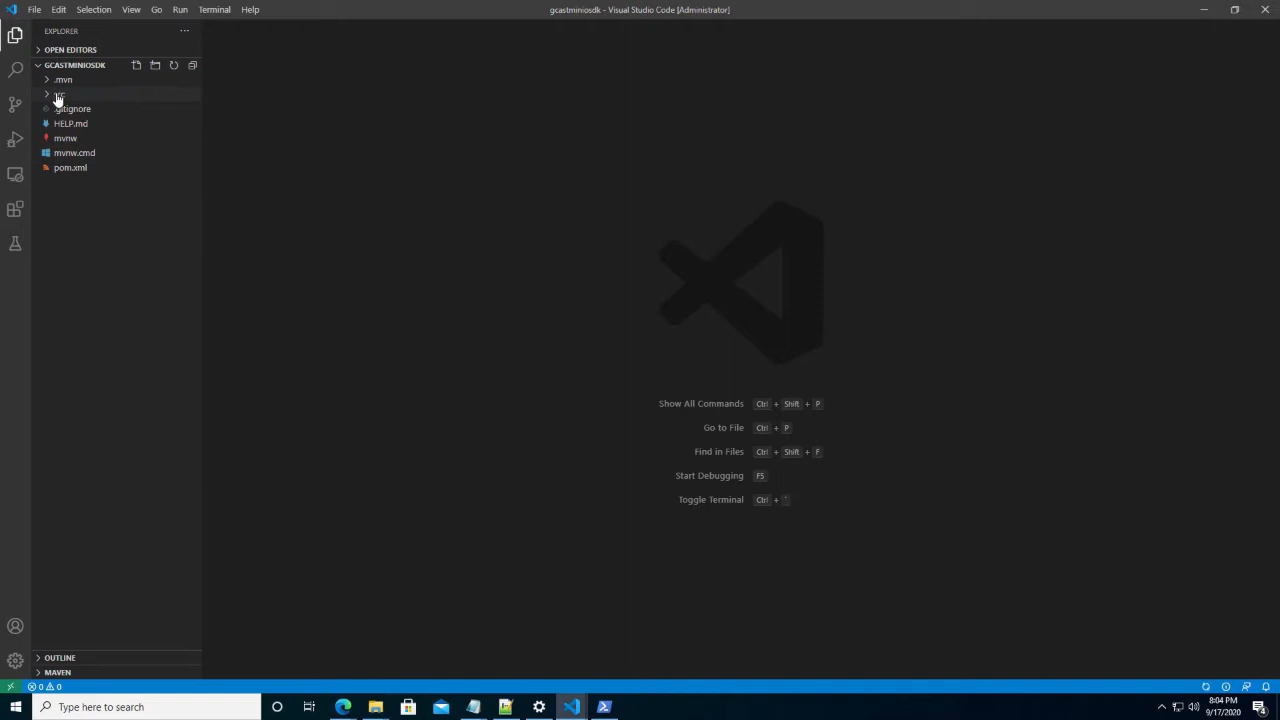 File Edit Selection View Go Run Terminal Help
gcastminiosdk - Visual Studio Code [Administrator]
EXPLORER
OPEN EDITORS
GCASTMINIOSDK
.mvn
.gitignore
HELP.md
mvnw
mvnw.cmd
pom.xml
Show All Commands Ctrl + Shift + P
Go to File Ctrl + P
Find in Files Ctrl + Shift + F
Start Debugging F5
Toggle Terminal Ctrl + `
OUTLINE
MAVEN
0 0
Type here to search
8:04 PM
9/17/2020
4